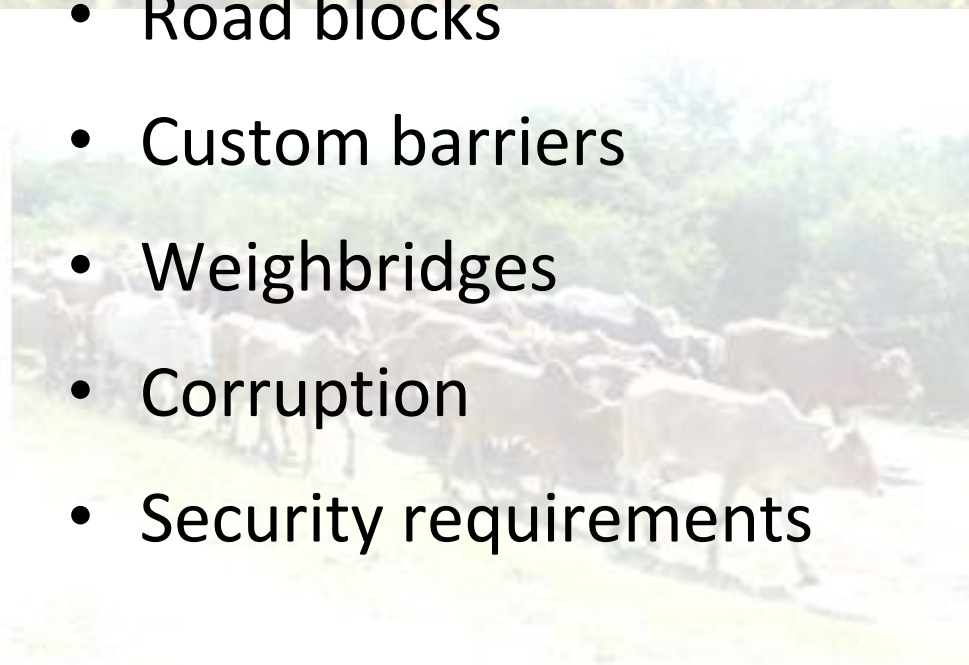 • Road blocks
• Custom barriers
• Weighbridges
• Corruption
• Security requirements